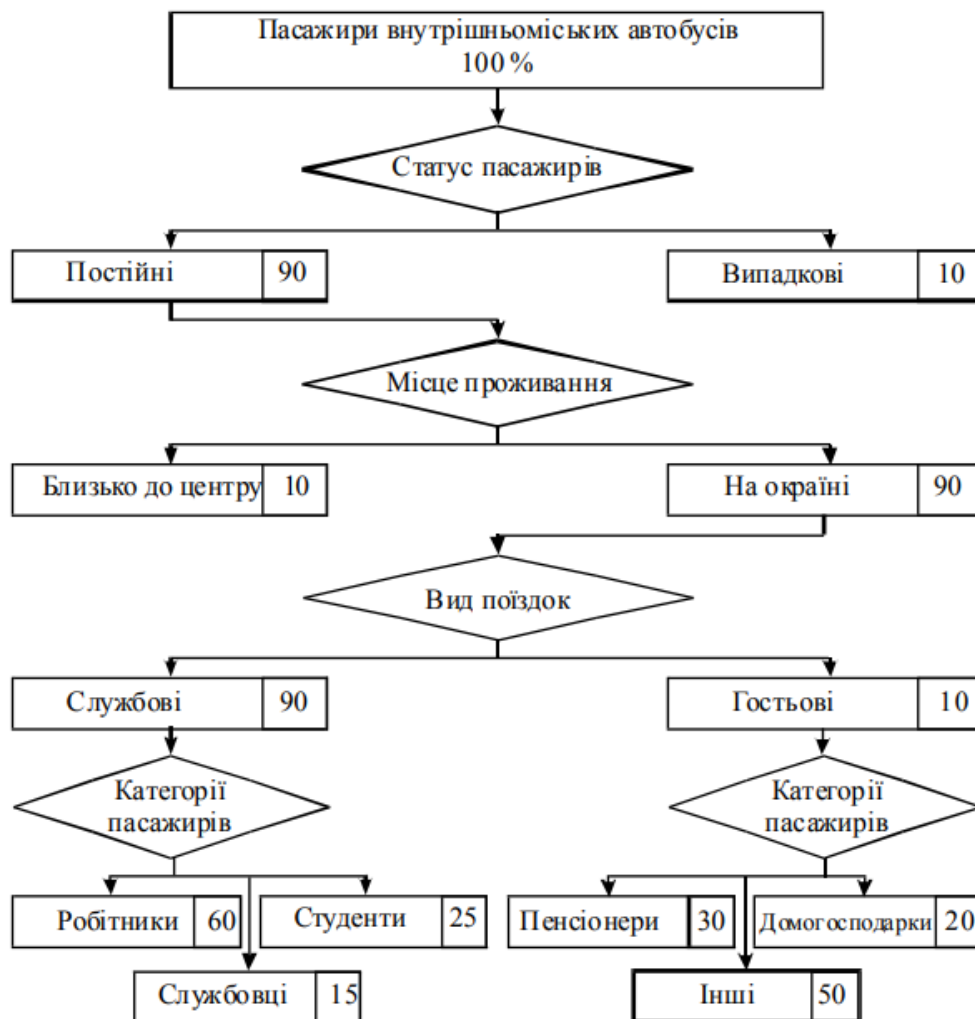 Пасажири внутрішньоміських автобусів
100 %
Статус пасажирів
Постійні 90
Випадкові 10
Місце проживання
Близько до центру 10
На окраїні 90
Вид поїздок
Службові 90
Гостьові 10
Категорії
пасажирів
Категорії
пасажирів
Робітники 60
Студенти 25
Пенсіонери 30
Домогосподарки 20
Службовці 15
Інші 50